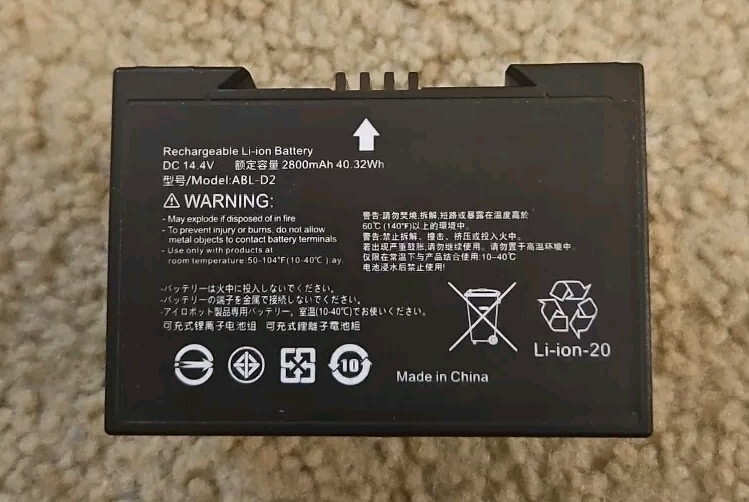 Rechargeable Li-ion Battery
DC 14.4V 额定容量 2800mAh 40.32Wh
型号/Model:ABL-D2
WARNING:
- May explode if disposed of in fire
- To prevent injury or burns, do not allow
metal objects to contact battery terminals
- Use only with products at
room temperature:50-104°F(10-40℃).ay.
警告:請勿焚燒,拆解,短路或暴露在温度高於
60℃(140°F)以上的環境中。
警告:禁止拆解、撞击、挤压或投入火中。
若出现严重鼓胀,请勿继续使用。请勿置于高温环境中。
仅限在常温下与产品结合使用:10~40℃
电池浸水后禁止使用!
-バッテリーは火中に投入しないでください。
-バッテリーの端子を金属で接続しないでください。
-アイロボット製品専用バッテリー。室温(10-40℃)でお使いください。
可充式锂离子电池组 可充式鋰離子電池組
10
Made in China
Li-ion-20